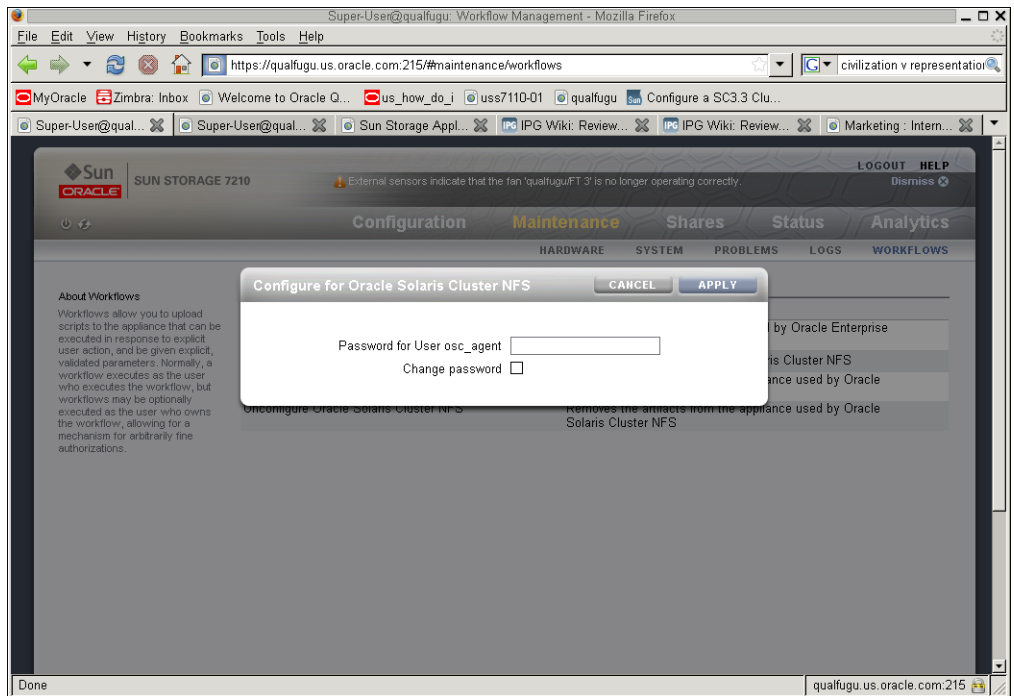 Super-User@qualfugu: Workflow Management - Mozilla Firefox
File Edit View History Bookmarks Tools Help
https://qualfugu.us.oracle.com:215/#maintenance/workflows
G civilization v representation
MyOracle Zimbra: Inbox Welcome to Oracle Q... us_how_do_i uss7110-01 qualfugu Sun Configure a SC3.3 Clu...
Super-User@qual... Super-User@qual... Sun Storage Appl... IPG IPG Wiki: Review... IPG IPG Wiki: Review... Marketing : Intern...
LOGOUT HELP
Sun
ORACLE
SUN STORAGE 7210
External sensors indicate that the fan 'qualfugu/FT 3' is no longer operating correctly.
Dismiss
Configuration Maintenance Shares Status Analytics
HARDWARE SYSTEM PROBLEMS LOGS WORKFLOWS
Configure for Oracle Solaris Cluster NFS CANCEL APPLY
Password for User osc_agent
Change password
About Workflows
Workflows allow you to upload
scripts to the appliance that can be
executed in response to explicit
user action, and be given explicit,
validated parameters. Normally, a
workflow executes as the user
who executes the workflow, but
workflows may be optionally
executed as the user who owns
the workflow, allowing for a
mechanism for arbitrarily fine
authorizations.
by Oracle Enterprise
Cluster NFS
used by Oracle
Unconfigure Oracle Solaris Cluster NFS Removes the artifacts from the appliance used by Oracle
Solaris Cluster NFS
Done qualfugu.us.oracle.com:215